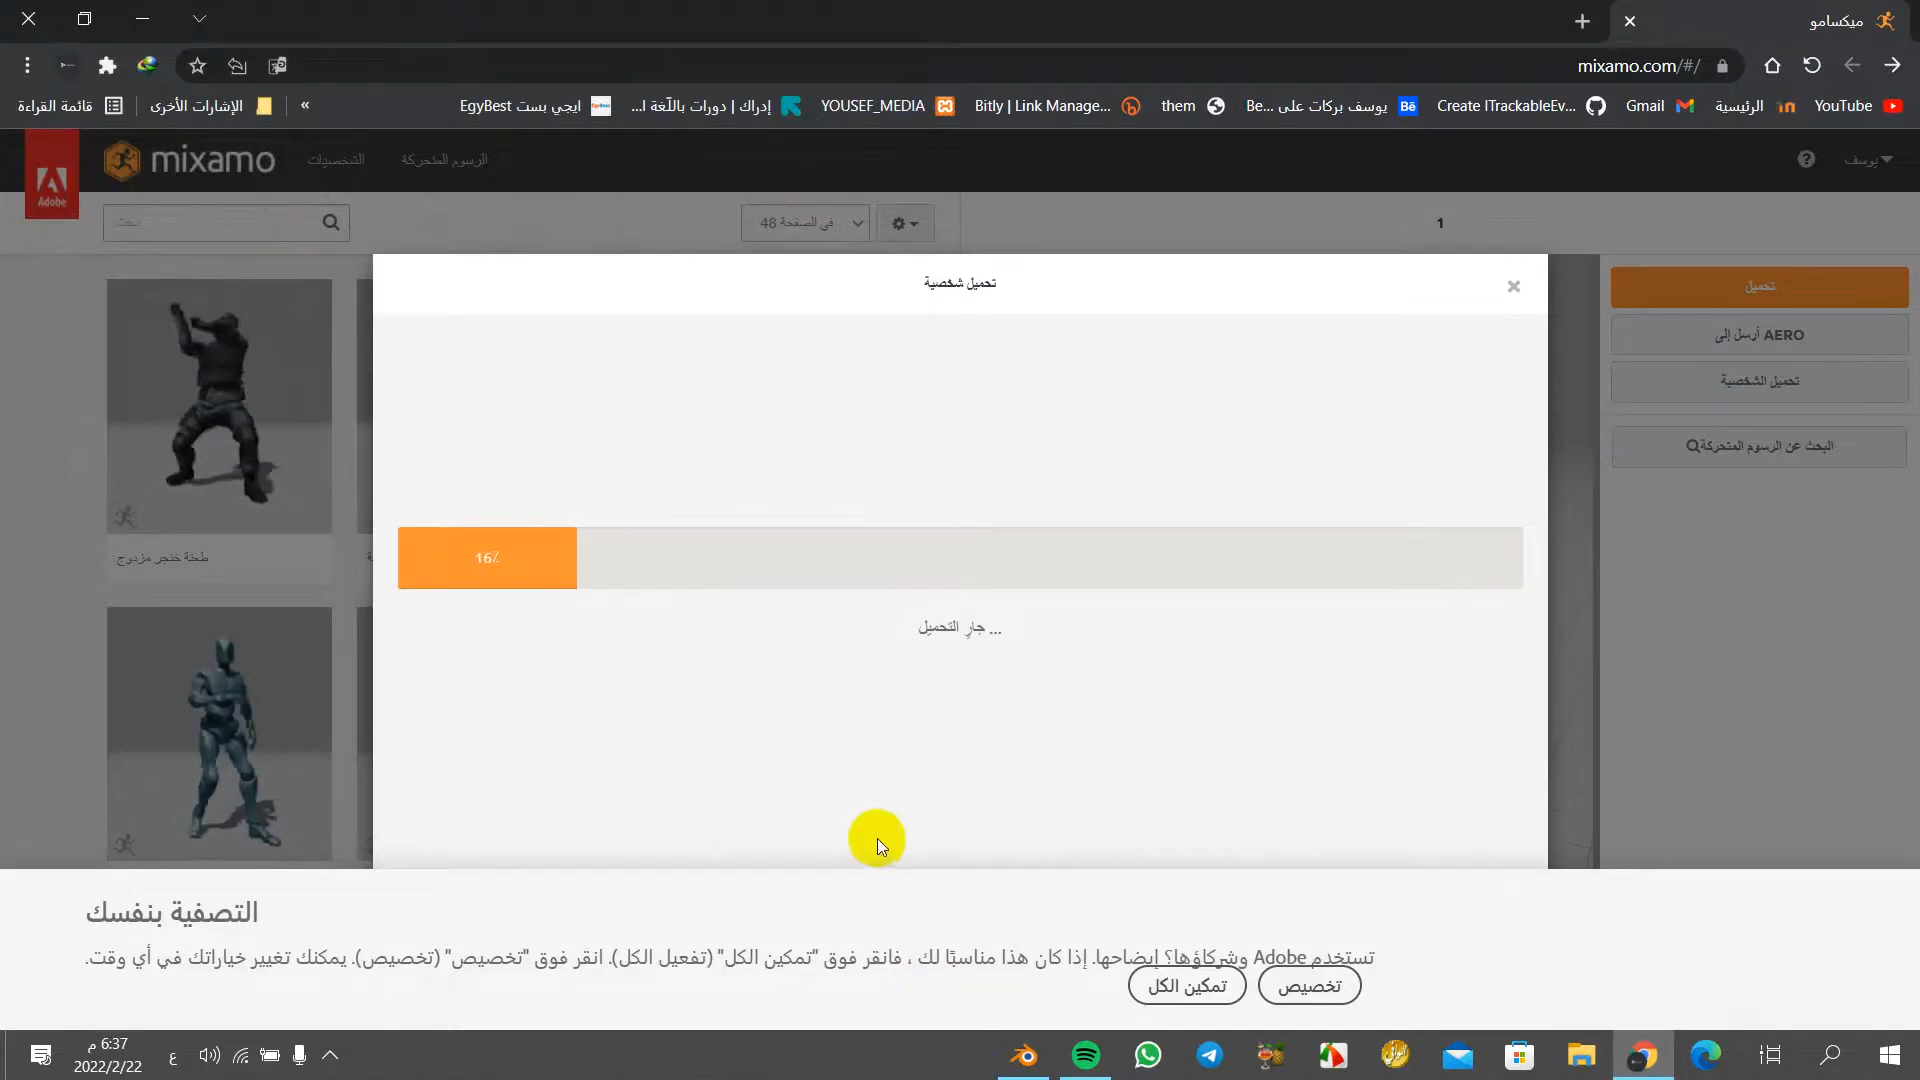 ميكسامو
mixamo.com/#/
YouTube
الرئيسية
Gmail
Create ITrackableEv...
يوسف بركات على ...Be
them
Bitly | Link Manage...
YOUSEF_MEDIA
إدراك | دورات باللّغة ا...
ايجي بست EgyBest
»
الإشارات الأخرى
قائمة القراءة
Adobe
mixamo
الشخصيات
الرسوم المتحركة
يوسف
بحث
48 في الصفحة
1
تحميل شخصية
تحميل
أرسل إلى AERO
تحميل الشخصية
البحث عن الرسوم المتحركة
16٪
... جارٍ التحميل
طعنة خنجر مزدوج
التصفية بنفسك
تستخدم Adobe وشركاؤها؟ إيضاحها. إذا كان هذا مناسبًا لك ، فانقر فوق "تمكين الكل" (تفعيل الكل). انقر فوق "تخصيص" (تخصيص). يمكنك تغيير خياراتك في أي وقت.
تخصيص
تمكين الكل
6:37 م
2022/2/22
ع